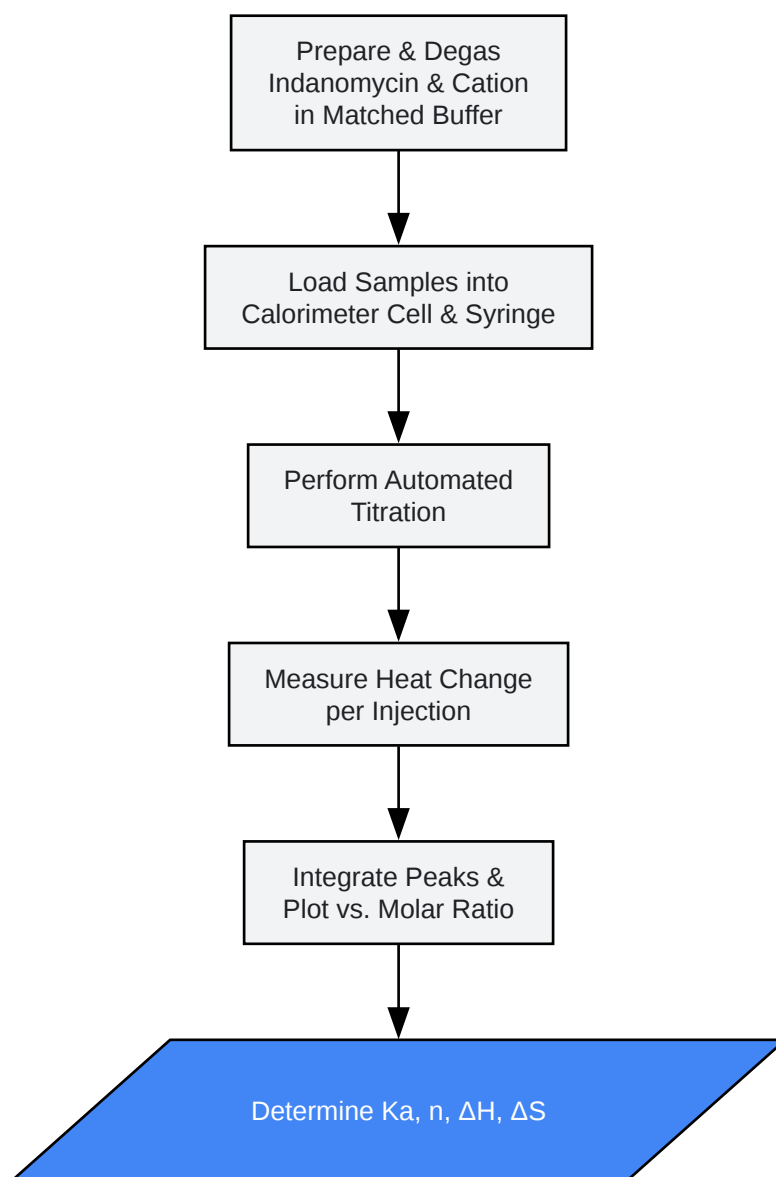 Prepare & Degas
Indanomycin & Cation
in Matched Buffer
Load Samples into
Calorimeter Cell & Syringe
Perform Automated
Titration
Measure Heat Change
per Injection
Integrate Peaks &
Plot vs. Molar Ratio
Determine Ka, n, ΔH, ΔS